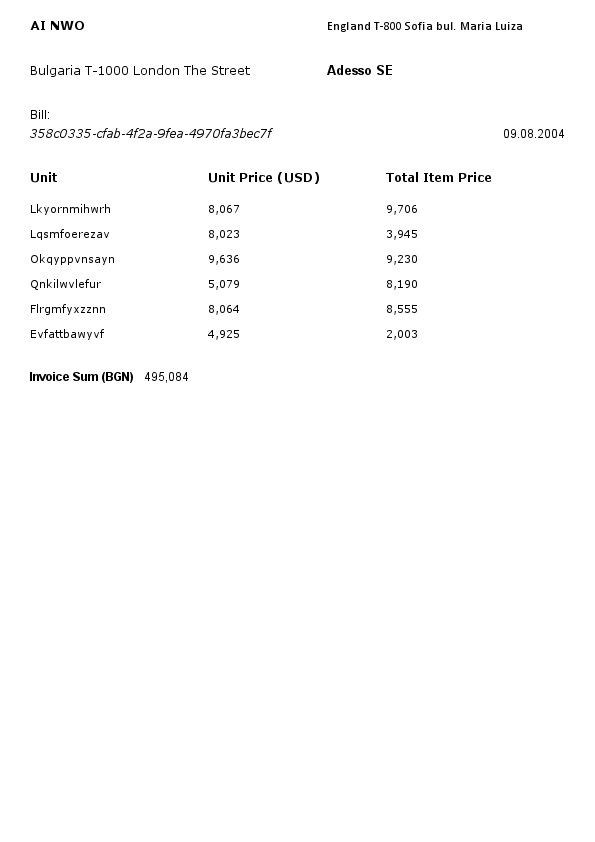 AI NWO England T-800 Sofia bul. Maria Luiza
Bulgaria T-1000 London The Street Adesso SE
Bill:
358c0335-cfab-4f2a-9fea-4970fa3bec7f 09.08.2004
Unit Unit Price (USD) Total Item Price
Lkyornmihwrh 8,067 9,706
Lqsmfoerezav 8,023 3,945
Okqyppvnsayn 9,636 9,230
Qnkilwvlefur 5,079 8,190
Flrgmfyxzznn 8,064 8,555
Evfattbawyvf 4,925 2,003
Invoice Sum (BGN) 495,084